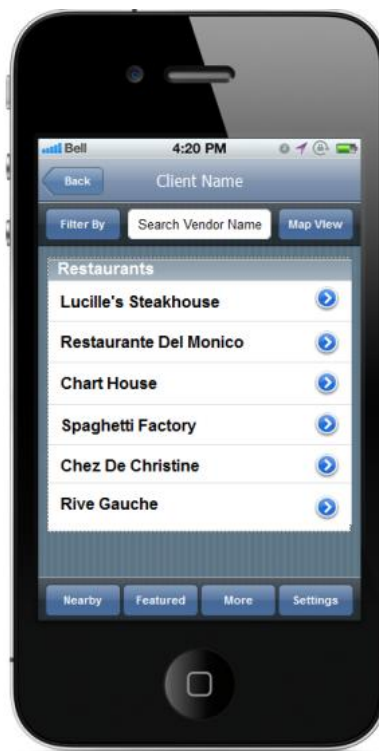 Bell 4:20 PM
Back Client Name
Filter By Search Vendor Name Map View
Restaurants
Lucille's Steakhouse
Restaurante Del Monico
Chart House
Spaghetti Factory
Chez De Christine
Rive Gauche
Nearby Featured More Settings